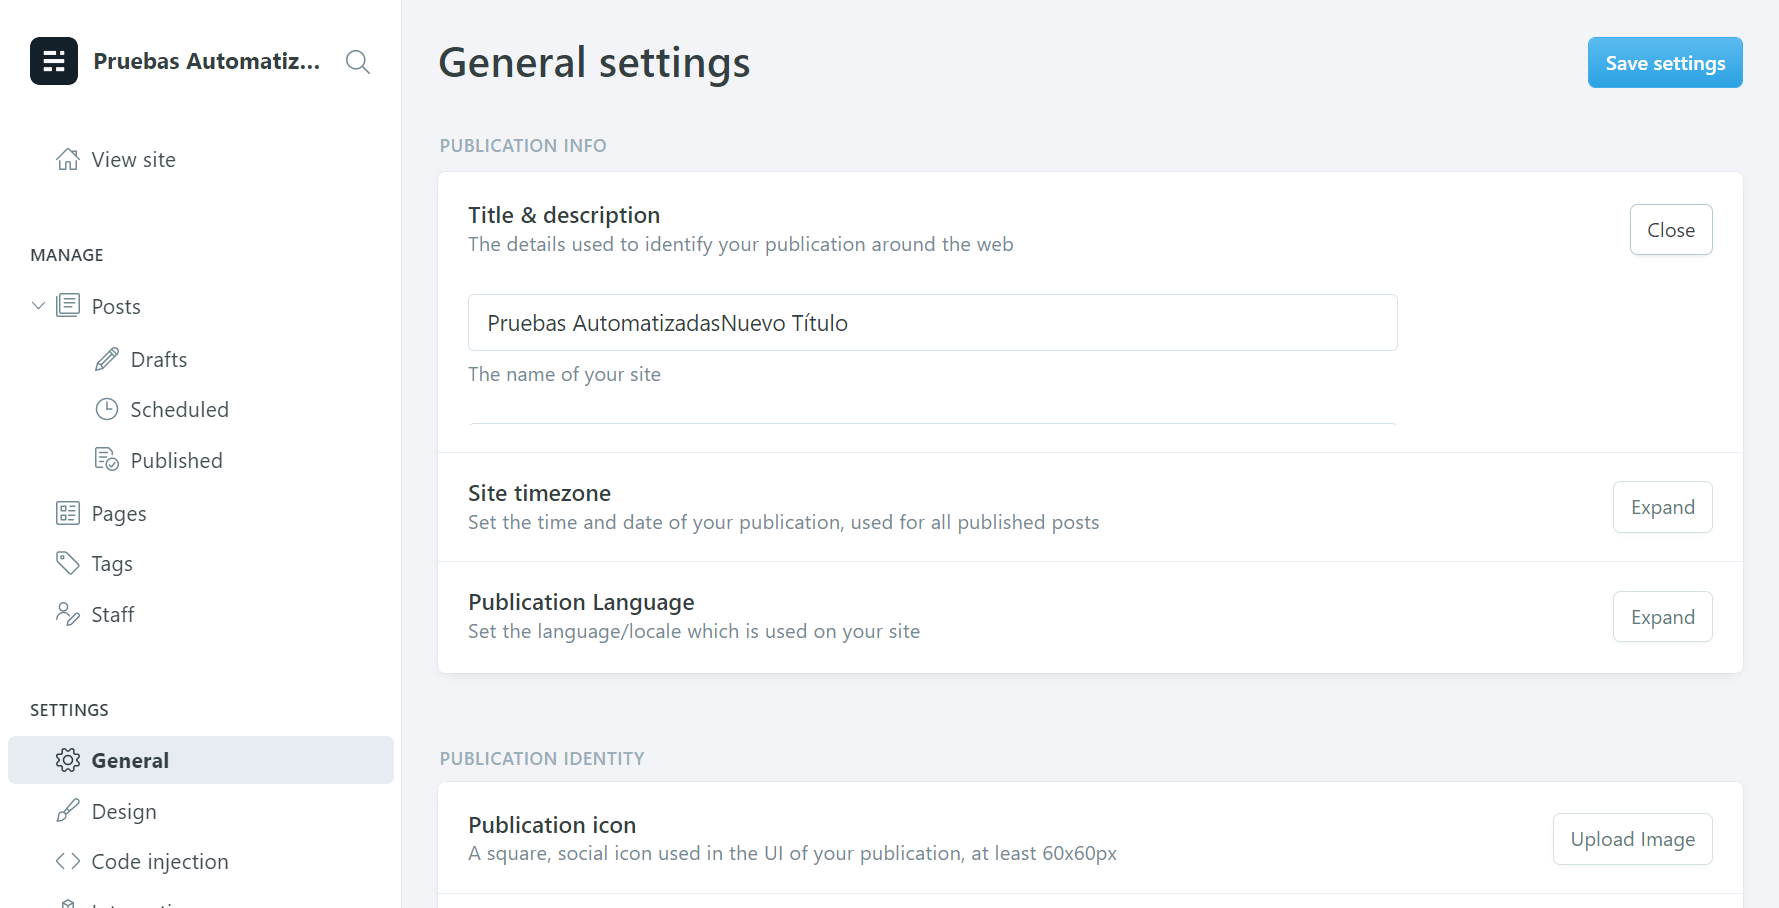 Pruebas Automatiz...
View site
MANAGE
Posts
Drafts
Scheduled
Published
Pages
Tags
Staff
SETTINGS
General
Design
Code injection
General settings
Save settings
PUBLICATION INFO
Title & description
The details used to identify your publication around the web
Close
Pruebas AutomatizadasNuevo Título
The name of your site
Site timezone
Set the time and date of your publication, used for all published posts
Expand
Publication Language
Set the language/locale which is used on your site
Expand
PUBLICATION IDENTITY
Publication icon
A square, social icon used in the UI of your publication, at least 60x60px
Upload Image